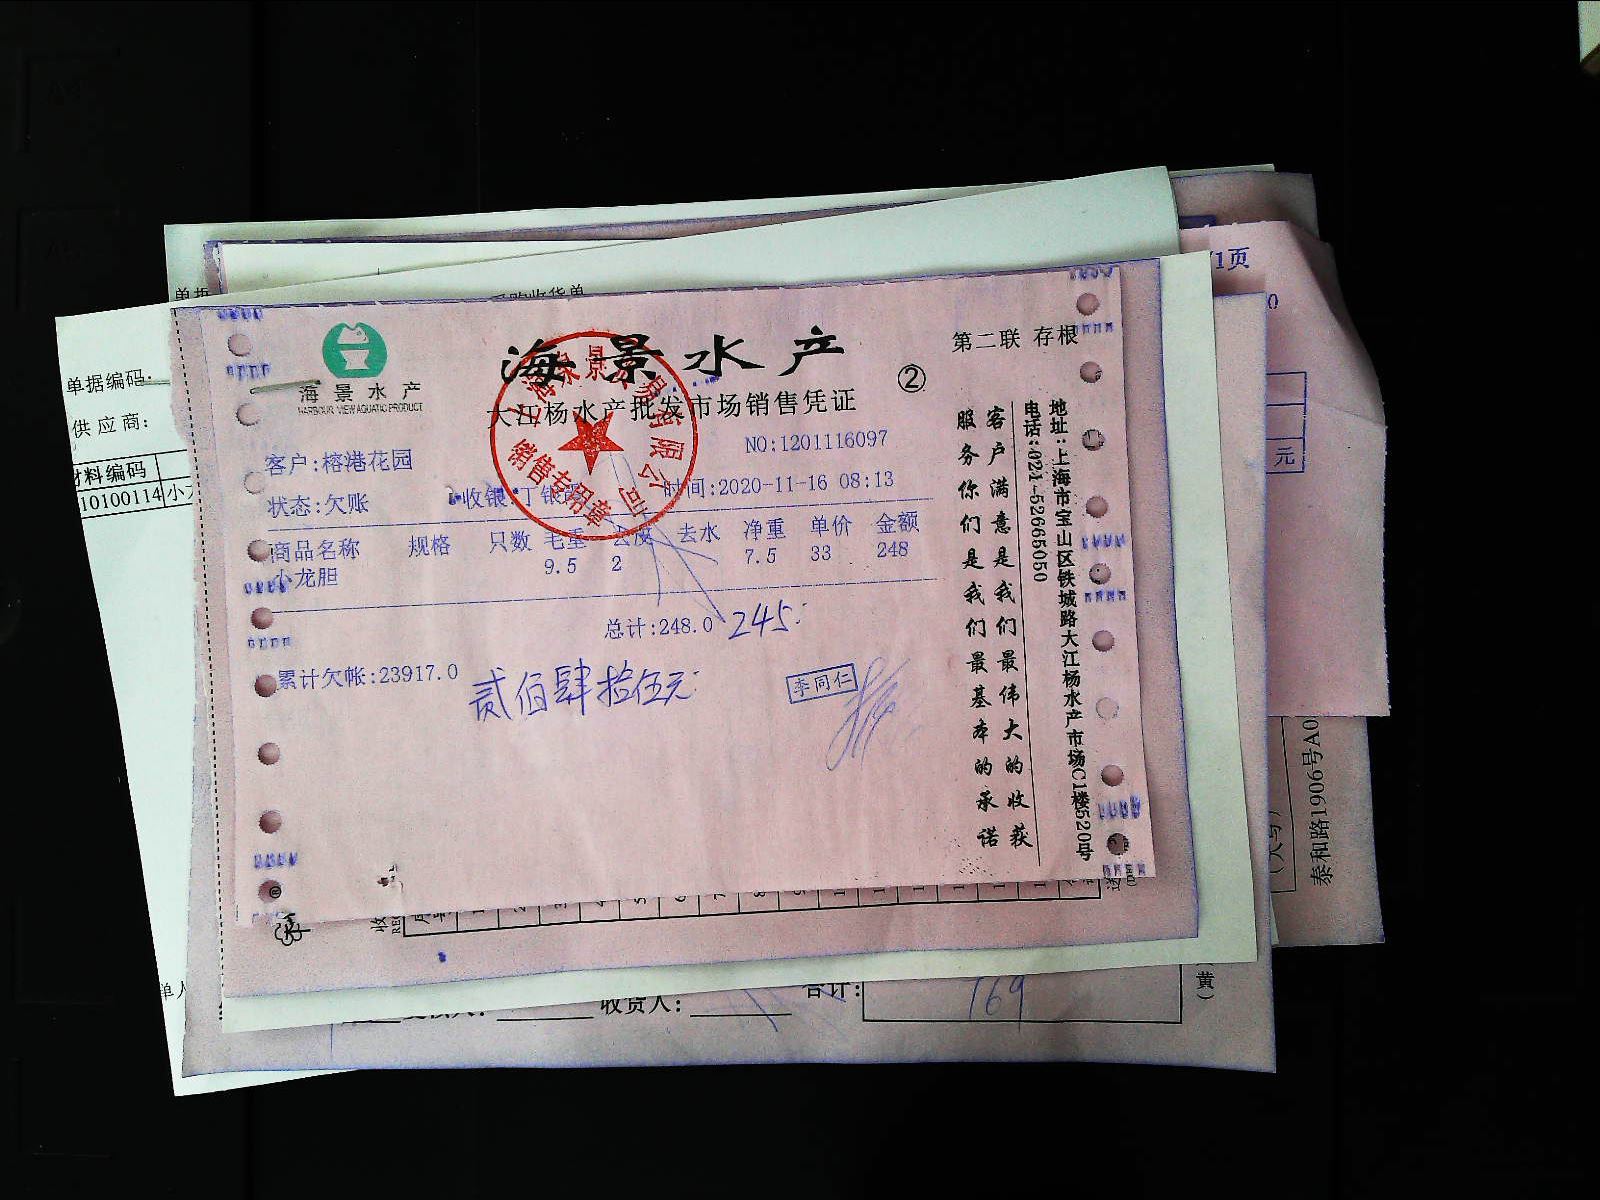 1页
单据编码:
供应商:
材料编码
10100114
海景水产
HARBOUR VIEW AQUATIC PRODUCT
海景水产
大江杨水产批发市场销售凭证
②
第二联 存根
NO:1201116097
客户:榕港花园
状态:欠账
收银:丁银
时间:2020-11-16 08:13
商品名称 规格 只数 毛重 去皮 去水 净重 单价 金额
小龙胆 9.5 2 7.5 33 248
总计:248.0 245
累计欠帐:23917.0
贰佰肆拾伍元
李同仁
销售专用章
客户满意是我们最伟大的收获
服务你们是我们最基本的承诺
地址:上海市宝山区铁城路大江杨水产市场C1楼520号
电话:021-52665050
元
泰和路1906号A0
收货人:
合计:
169
黄)